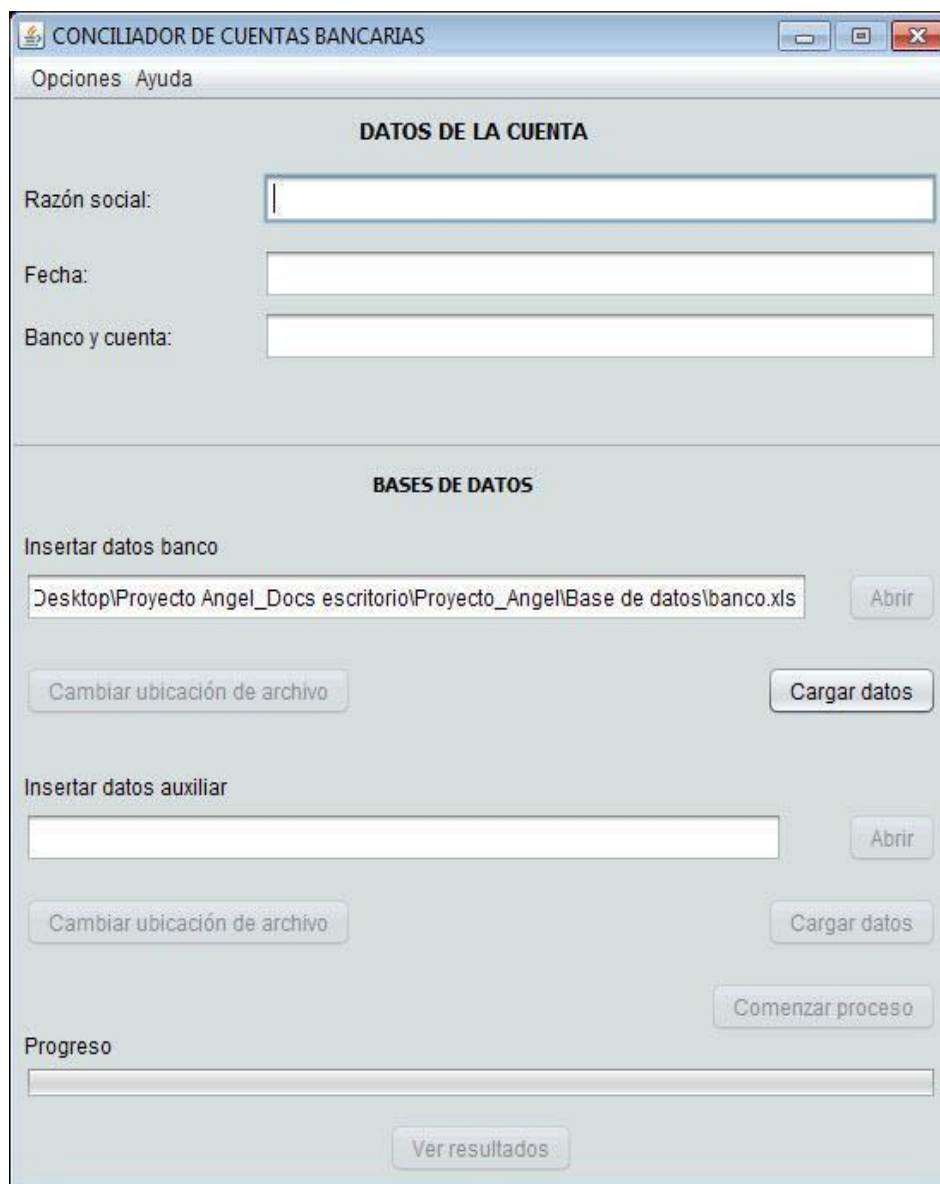 CONCILIADOR DE CUENTAS BANCARIAS
Opciones Ayuda
DATOS DE LA CUENTA
Razón social:
Fecha:
Banco y cuenta:
BASES DE DATOS
Insertar datos banco
Desktop\Proyecto Angel_Docs escritorio\Proyecto_Angel\Base de datos\banco.xls Abrir
Cambiar ubicación de archivo Cargar datos
Insertar datos auxiliar
Abrir
Cambiar ubicación de archivo Cargar datos
Comenzar proceso
Progreso
Ver resultados